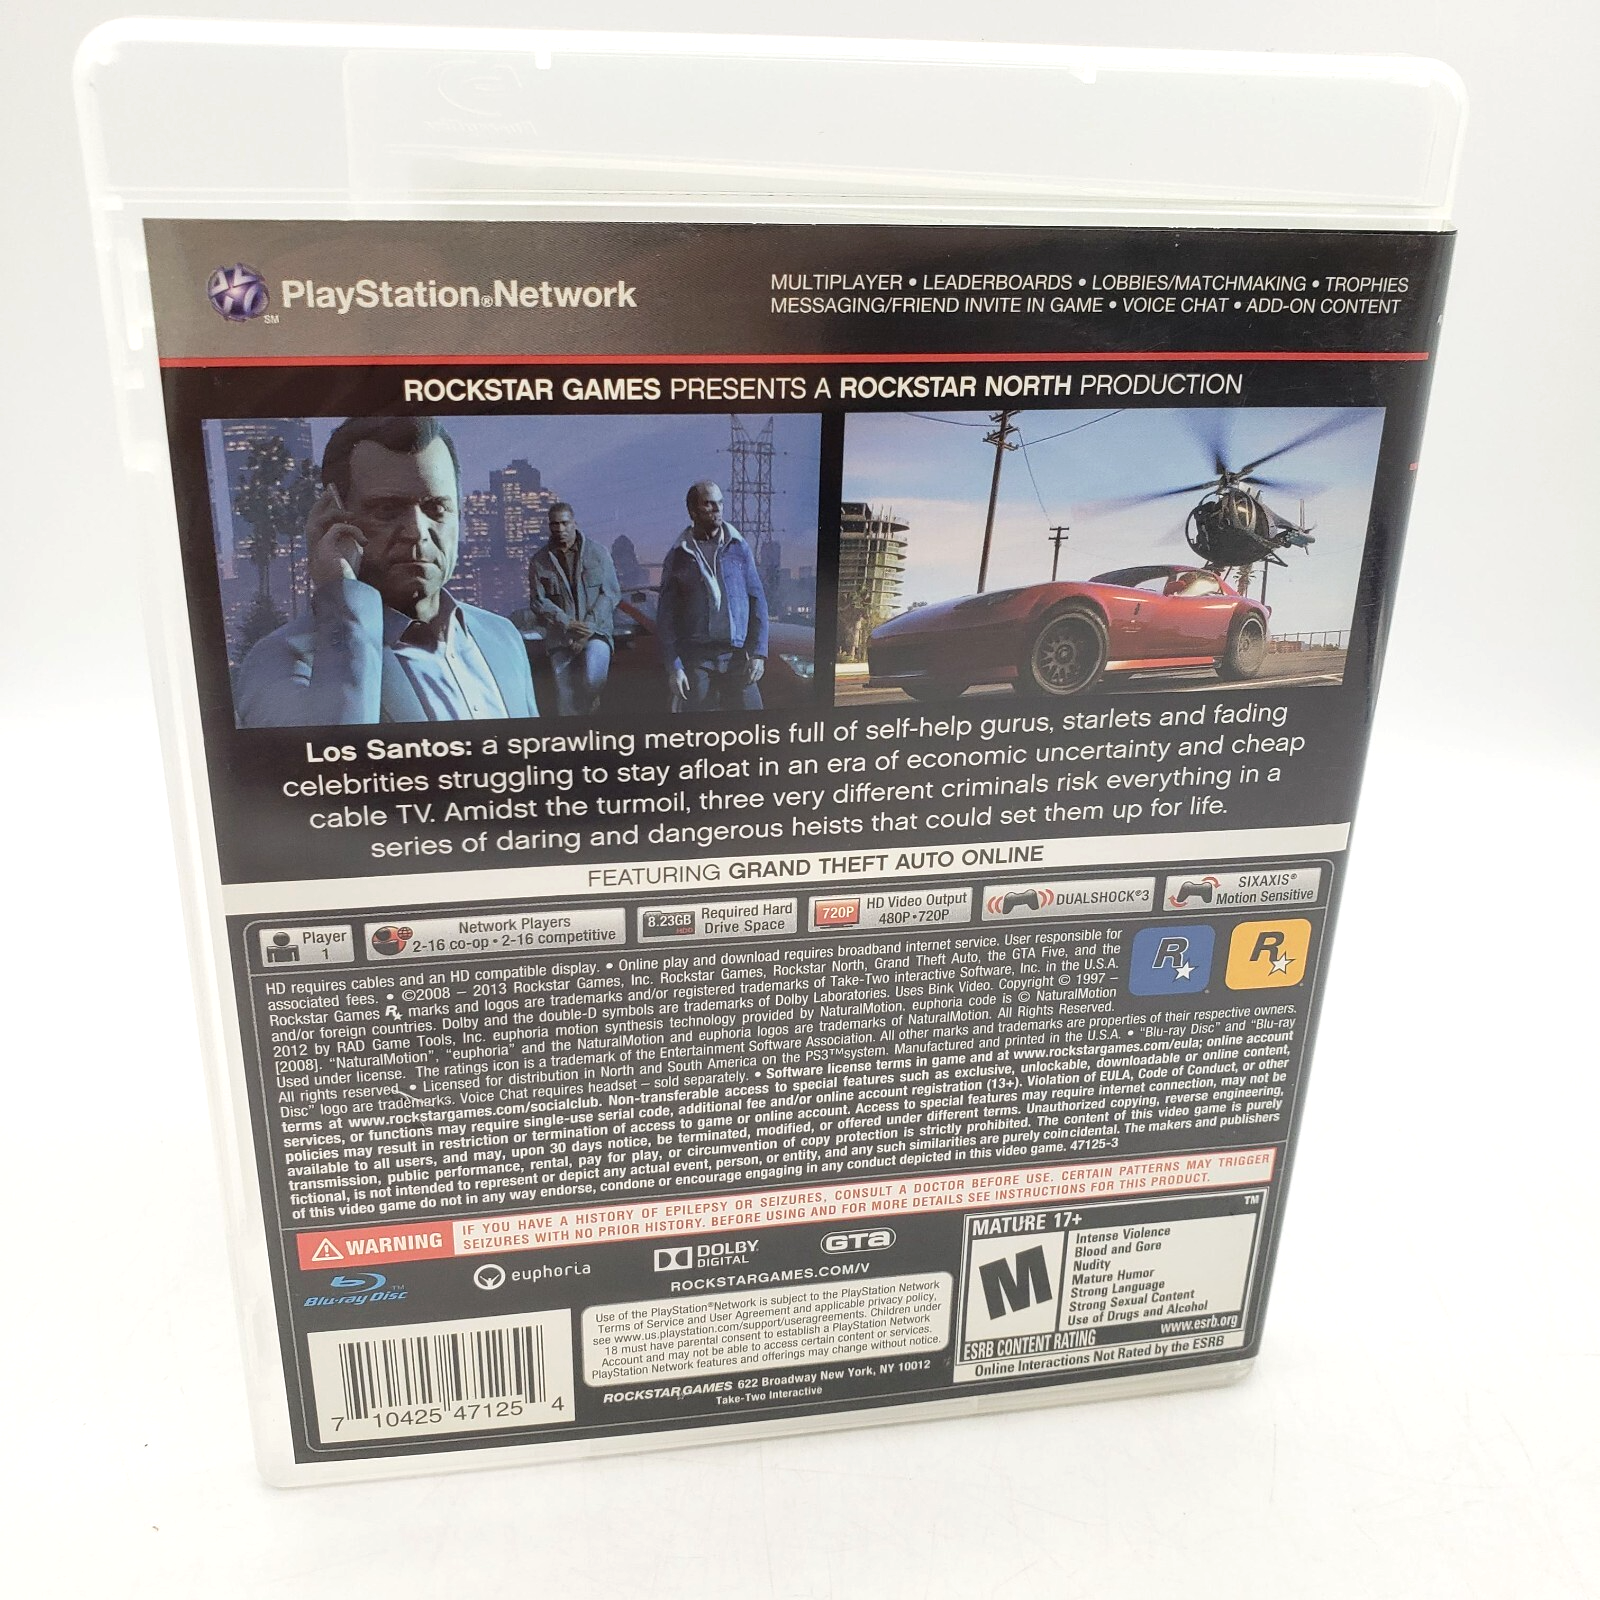 PlayStation®Network
SM
MULTIPLAYER • LEADERBOARDS • LOBBIES/MATCHMAKING • TROPHIES
MESSAGING/FRIEND INVITE IN GAME • VOICE CHAT • ADD-ON CONTENT
ROCKSTAR GAMES PRESENTS A ROCKSTAR NORTH PRODUCTION
Los Santos: a sprawling metropolis full of self-help gurus, starlets and fading
celebrities struggling to stay afloat in an era of economic uncertainty and cheap
cable TV. Amidst the turmoil, three very different criminals risk everything in a
series of daring and dangerous heists that could set them up for life.
FEATURING GRAND THEFT AUTO ONLINE
Player
1
Network Players
2-16 co-op • 2-16 competitive
8.23GB
HDD
Required Hard
Drive Space
720P
HD Video Output
480P•720P
DUALSHOCK®3
SIXAXIS®
Motion Sensitive
HD requires cables and an HD compatible display. • Online play and download requires broadband internet service. User responsible for
associated fees. • ©2008 – 2013 Rockstar Games, Inc. Rockstar Games, Rockstar North, Grand Theft Auto, the GTA Five, and the
Rockstar Games R* marks and logos are trademarks and/or registered trademarks of Take-Two interactive Software, Inc. in the U.S.A.
and/or foreign countries. Dolby and the double-D symbols are trademarks of Dolby Laboratories. Uses Bink Video. Copyright © 1997 –
2012 by RAD Game Tools, Inc. euphoria motion synthesis technology provided by NaturalMotion. euphoria code is © NaturalMotion
[2008]. "NaturalMotion", "euphoria" and the NaturalMotion and euphoria logos are trademarks of NaturalMotion. All Rights Reserved.
Used under license. The ratings icon is a trademark of the Entertainment Software Association. All other marks and trademarks are properties of their respective owners.
All rights reserved. • Licensed for distribution in North and South America on the PS3™system. Manufactured and printed in the U.S.A. • "Blu-ray Disc" and "Blu-ray
Disc" logo are trademarks. Voice Chat requires headset – sold separately. • Software license terms in game and at www.rockstargames.com/eula; online account
terms at www.rockstargames.com/socialclub. Non-transferable access to special features such as exclusive, unlockable, downloadable or online content,
services, or functions may require single-use serial code, additional fee and/or online account registration (13+). Violation of EULA, Code of Conduct, or other
policies may result in restriction or termination of access to game or online account. Access to special features may require internet connection, may not be
available to all users, and may, upon 30 days notice, be terminated, modified, or offered under different terms. Unauthorized copying, reverse engineering,
transmission, public performance, rental, pay for play, or circumvention of copy protection is strictly prohibited. The content of this video game is purely
fictional, is not intended to represent or depict any actual event, person, or entity, and any such similarities are purely coincidental. The makers and publishers
of this video game do not in any way endorse, condone or encourage engaging in any conduct depicted in this video game. 47125-3
WARNING
IF YOU HAVE A HISTORY OF EPILEPSY OR SEIZURES, CONSULT A DOCTOR BEFORE USE. CERTAIN PATTERNS MAY TRIGGER
SEIZURES WITH NO PRIOR HISTORY. BEFORE USING AND FOR MORE DETAILS SEE INSTRUCTIONS FOR THIS PRODUCT.
Blu-ray Disc™
euphoria
DOLBY
DIGITAL
GTA
ROCKSTARGAMES.COM/V
Use of the PlayStation®Network is subject to the PlayStation Network
Terms of Service and User Agreement and applicable privacy policy,
see www.us.playstation.com/support/useragreements. Children under
18 must have parental consent to establish a PlayStation Network
Account and may not be able to access certain content or services.
PlayStation Network features and offerings may change without notice.
ROCKSTAR GAMES 622 Broadway New York, NY 10012
Take-Two Interactive
MATURE 17+
TM
M
Intense Violence
Blood and Gore
Nudity
Mature Humor
Strong Language
Strong Sexual Content
Use of Drugs and Alcohol
www.esrb.org
ESRB CONTENT RATING
Online Interactions Not Rated by the ESRB
7 10425 47125 4